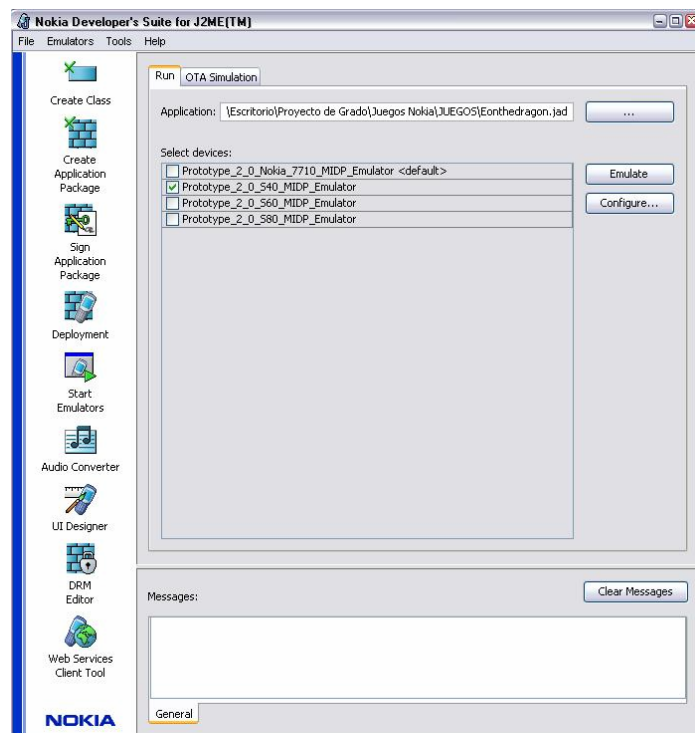 Nokia Developer's Suite for J2ME(TM)
File Emulators Tools Help
Create Class
Create
Application
Package
Sign
Application
Package
Deployment
Start
Emulators
Audio Converter
UI Designer
DRM
Editor
Web Services
Client Tool
NOKIA
Run OTA Simulation
Application: \Escritorio\Proyecto de Grado\Juegos Nokia\JUEGOS\Eonthedragon.jad ...
Select devices:
Prototype_2_0_Nokia_7710_MIDP_Emulator <default>
Prototype_2_0_S40_MIDP_Emulator
Prototype_2_0_S60_MIDP_Emulator
Prototype_2_0_S80_MIDP_Emulator
Emulate
Configure...
Messages:
Clear Messages
General